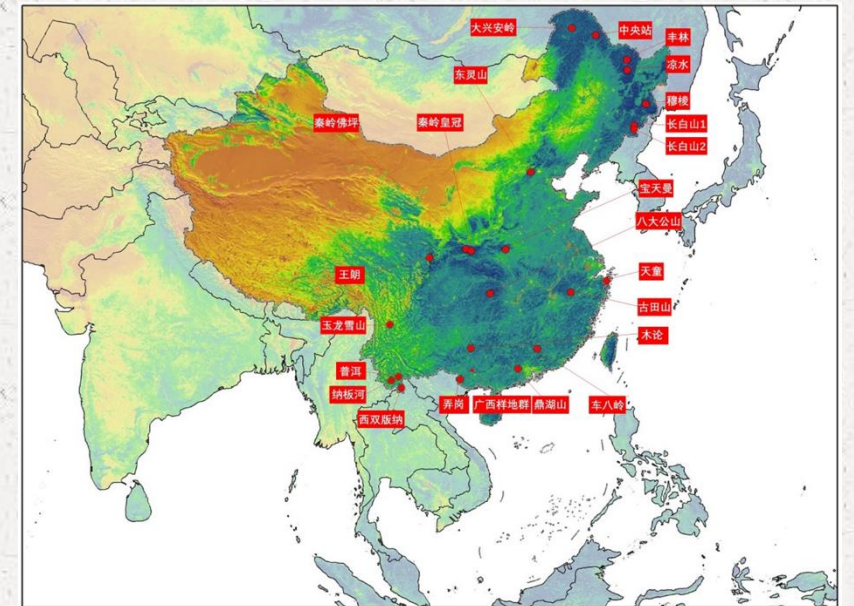 大兴安岭
中央站
丰林
凉水
东灵山
穆棱
秦岭佛坪
秦岭皇冠
长白山1
长白山2
宝天曼
八大公山
王朗
天童
古田山
玉龙雪山
木论
普洱
纳板河
西双版纳
弄岗
广西样地群
鼎湖山
车八岭